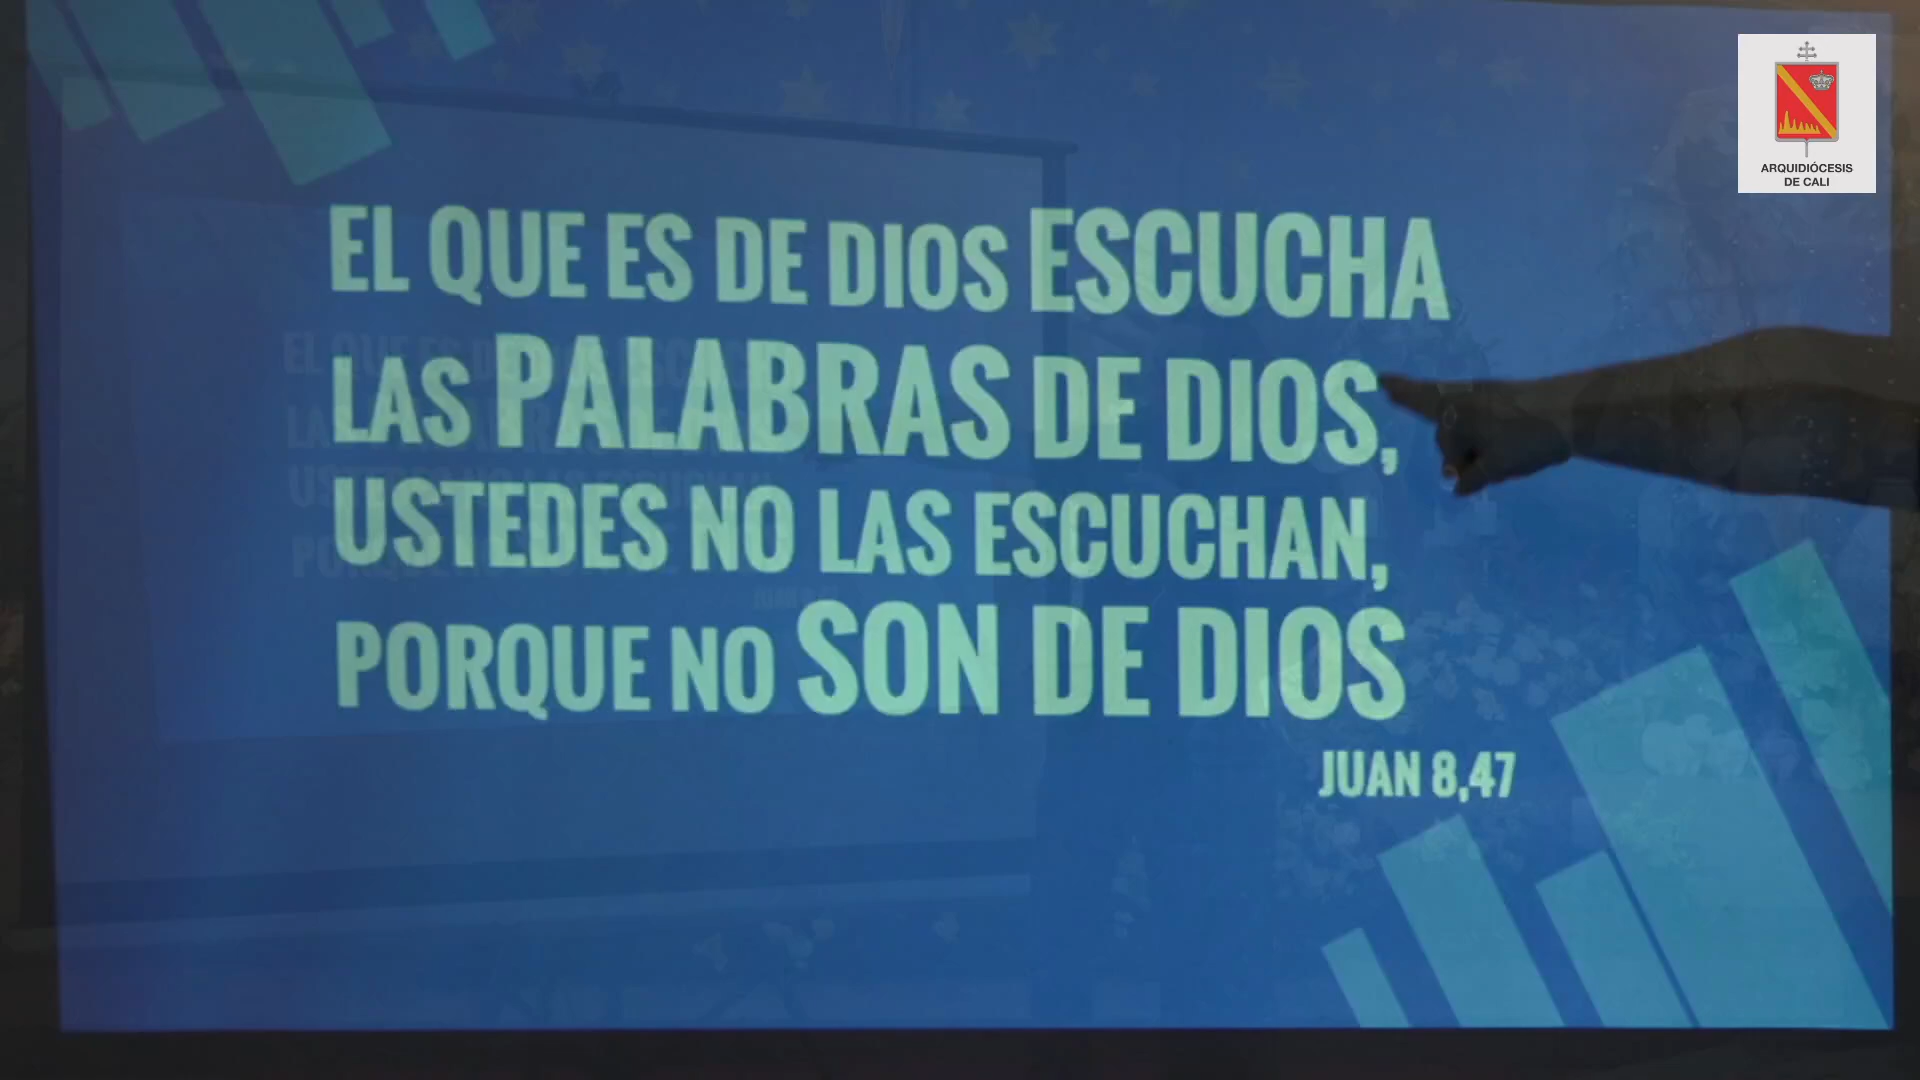 ARQUIDIÓCESIS
DE CALI
EL QUE ES DE DIOS ESCUCHA
LAS PALABRAS DE DIOS,
USTEDES NO LAS ESCUCHAN,
PORQUE NO SON DE DIOS
JUAN 8,47